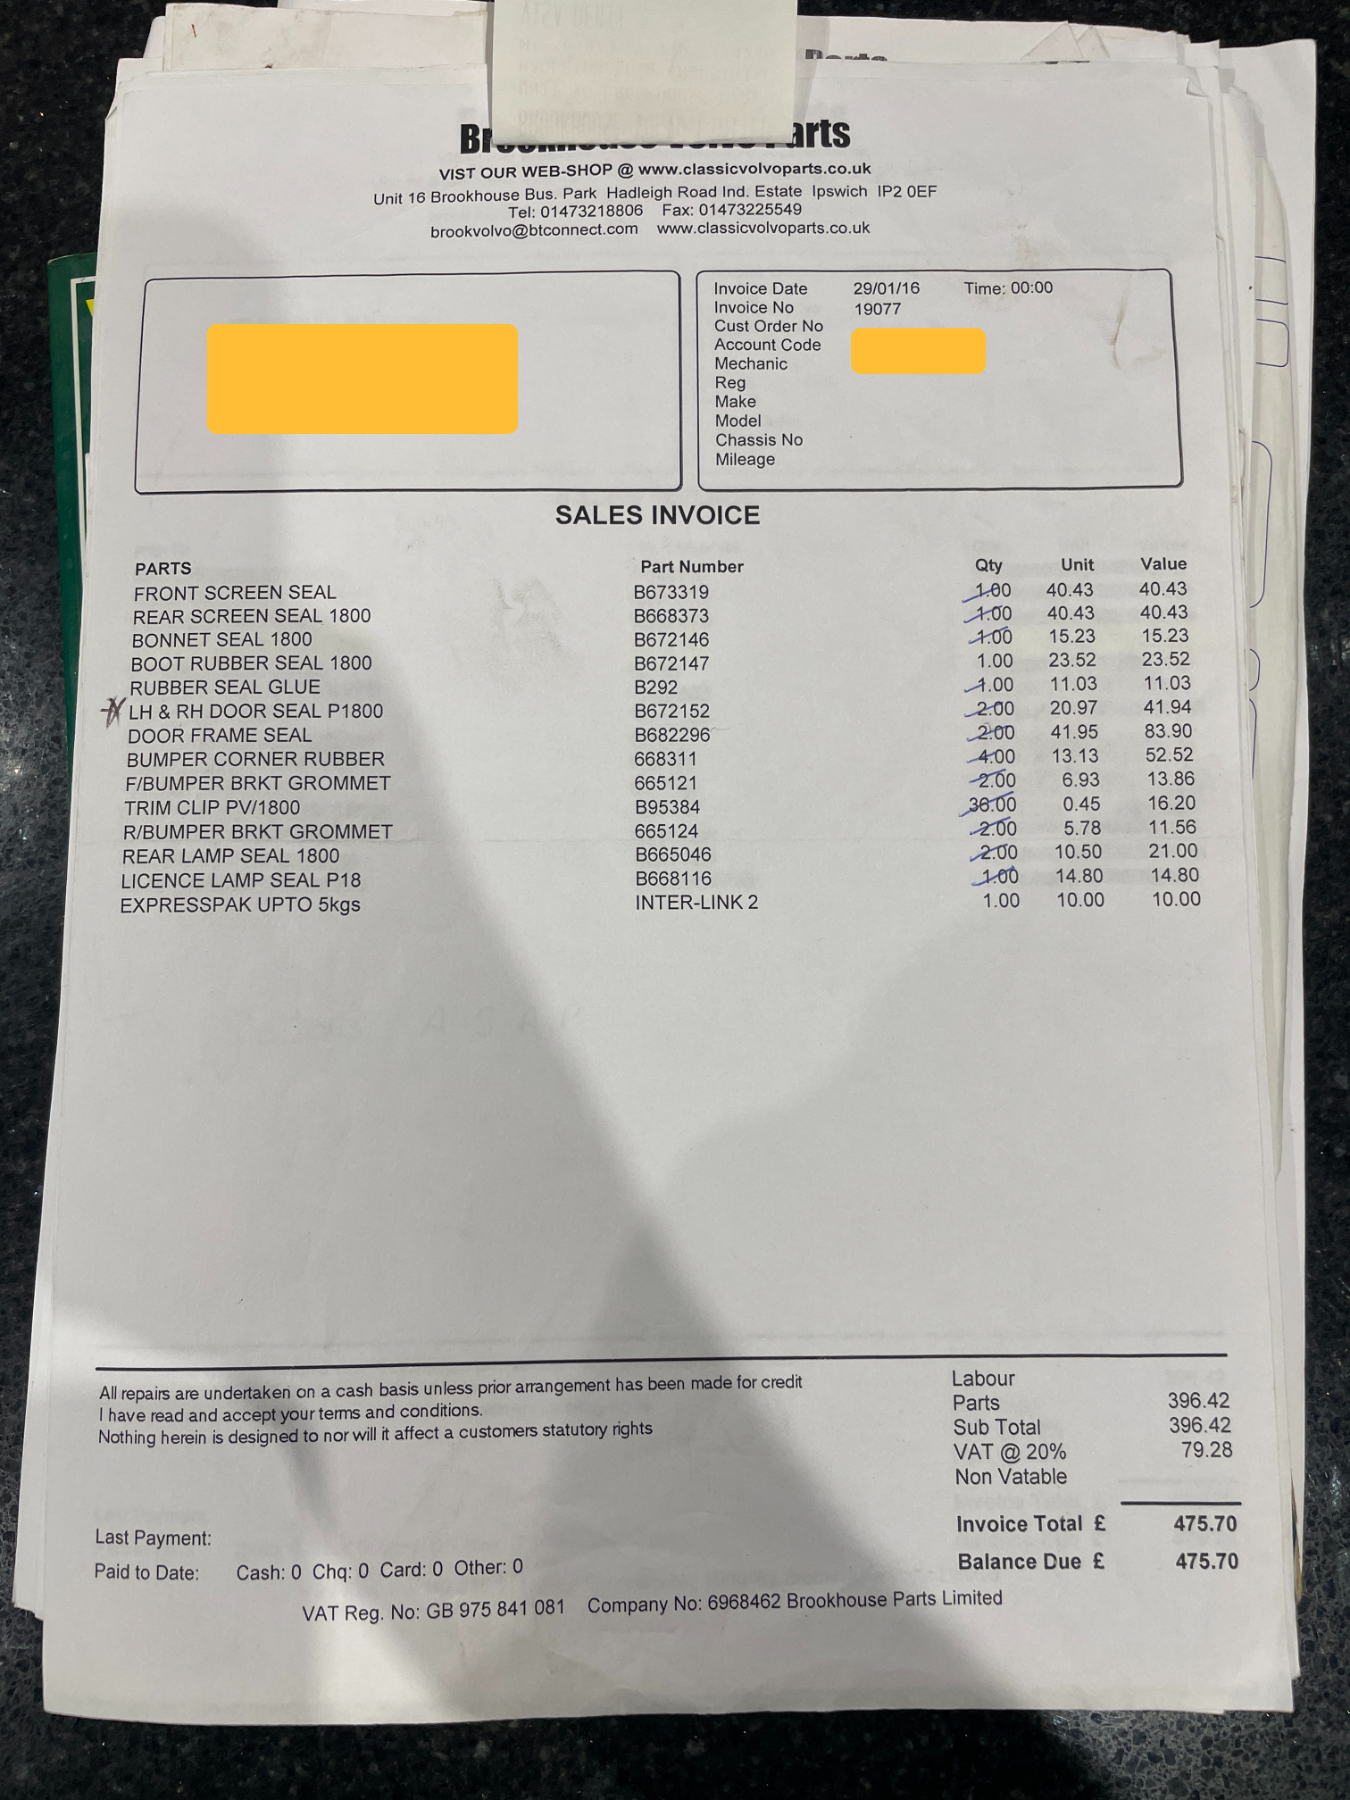 Parts
Parts
VIST OUR WEB-SHOP @ www.classicvolvoparts.co.uk
Unit 16 Brookhouse Bus. Park Hadleigh Road Ind. Estate Ipswich IP2 0EF
Tel: 01473218806 Fax: 01473225549
brookvolvo@btconnect.com www.classicvolvoparts.co.uk
Invoice Date 29/01/16 Time: 00:00
Invoice No 19077
Cust Order No
Account Code
Mechanic
Reg
Make
Model
Chassis No
Mileage
SALES INVOICE
PARTS Part Number Qty Unit Value
FRONT SCREEN SEAL B673319 1.00 40.43 40.43
REAR SCREEN SEAL 1800 B668373 1.00 40.43 40.43
BONNET SEAL 1800 B672146 1.00 15.23 15.23
BOOT RUBBER SEAL 1800 B672147 1.00 23.52 23.52
RUBBER SEAL GLUE B292 1.00 11.03 11.03
LH & RH DOOR SEAL P1800 B672152 2.00 20.97 41.94
DOOR FRAME SEAL B682296 2.00 41.95 83.90
BUMPER CORNER RUBBER 668311 4.00 13.13 52.52
F/BUMPER BRKT GROMMET 665121 2.00 6.93 13.86
TRIM CLIP PV/1800 B95384 36.00 0.45 16.20
R/BUMPER BRKT GROMMET 665124 2.00 5.78 11.56
REAR LAMP SEAL 1800 B665046 2.00 10.50 21.00
LICENCE LAMP SEAL P18 B668116 1.00 14.80 14.80
EXPRESSPAK UPTO 5kgs INTER-LINK 2 1.00 10.00 10.00
All repairs are undertaken on a cash basis unless prior arrangement has been made for credit
I have read and accept your terms and conditions.
Nothing herein is designed to nor will it affect a customers statutory rights
Labour
Parts 396.42
Sub Total 396.42
VAT @ 20% 79.28
Non Vatable
Invoice Total £ 475.70
Balance Due £ 475.70
Last Payment:
Paid to Date: Cash: 0 Chq: 0 Card: 0 Other: 0
VAT Reg. No: GB 975 841 081 Company No: 6968462 Brookhouse Parts Limited